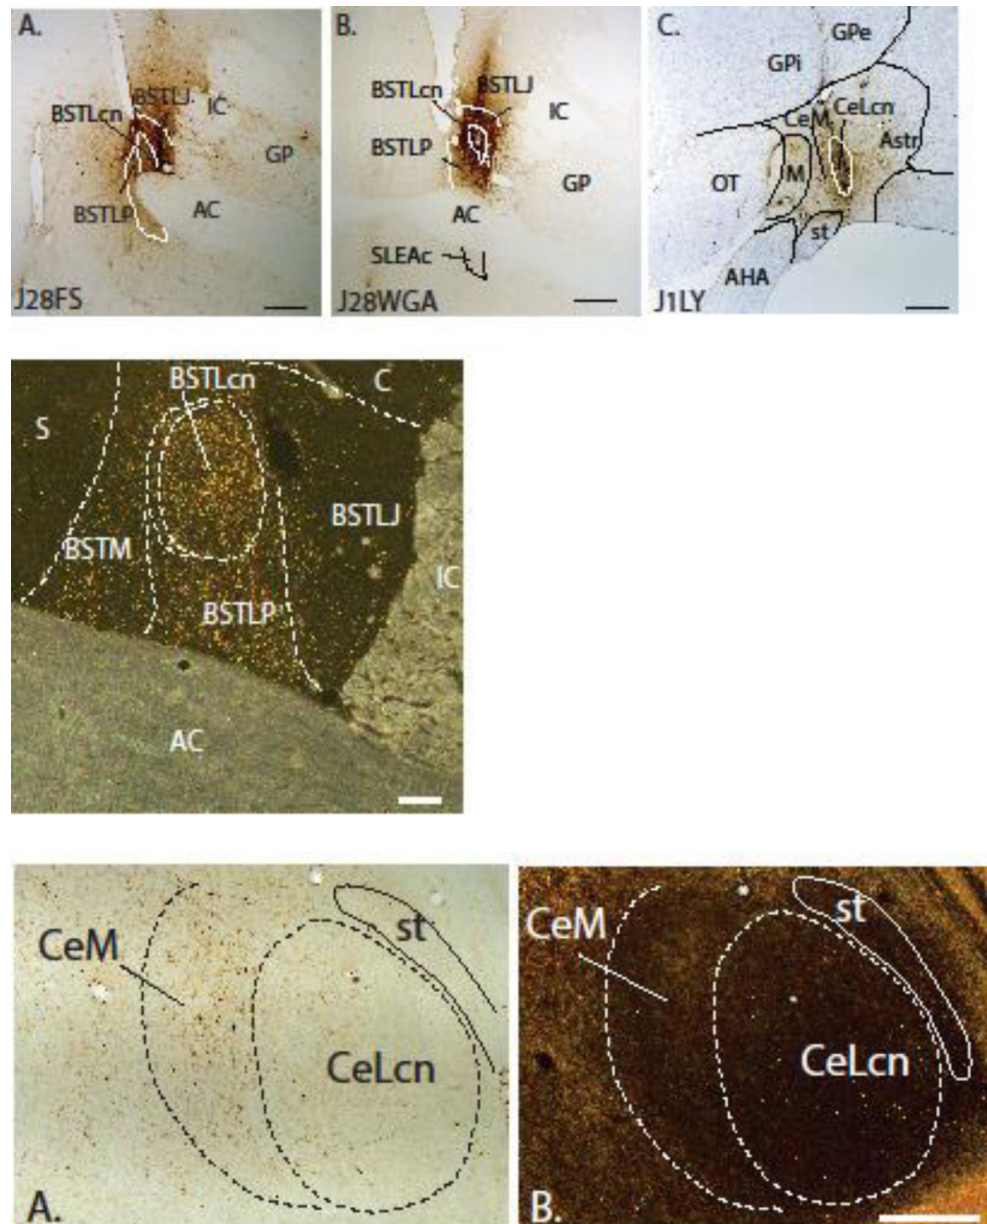 A.
BSTLJ
BSTLcn
IC
GP
AC
BSTLP
J28FS
B.
BSTLcn
BSTLJ
IC
BSTLP
GP
AC
SLEAc
J28WGA
C.
GPe
GPi
CeM
CeLcn
Astr
OT
M
st
AHA
J1LY
BSTLcn
C
S
BSTLJ
BSTM
IC
BSTLP
AC
CeM
st
CeLcn
A.
CeM
st
CeLcn
B.